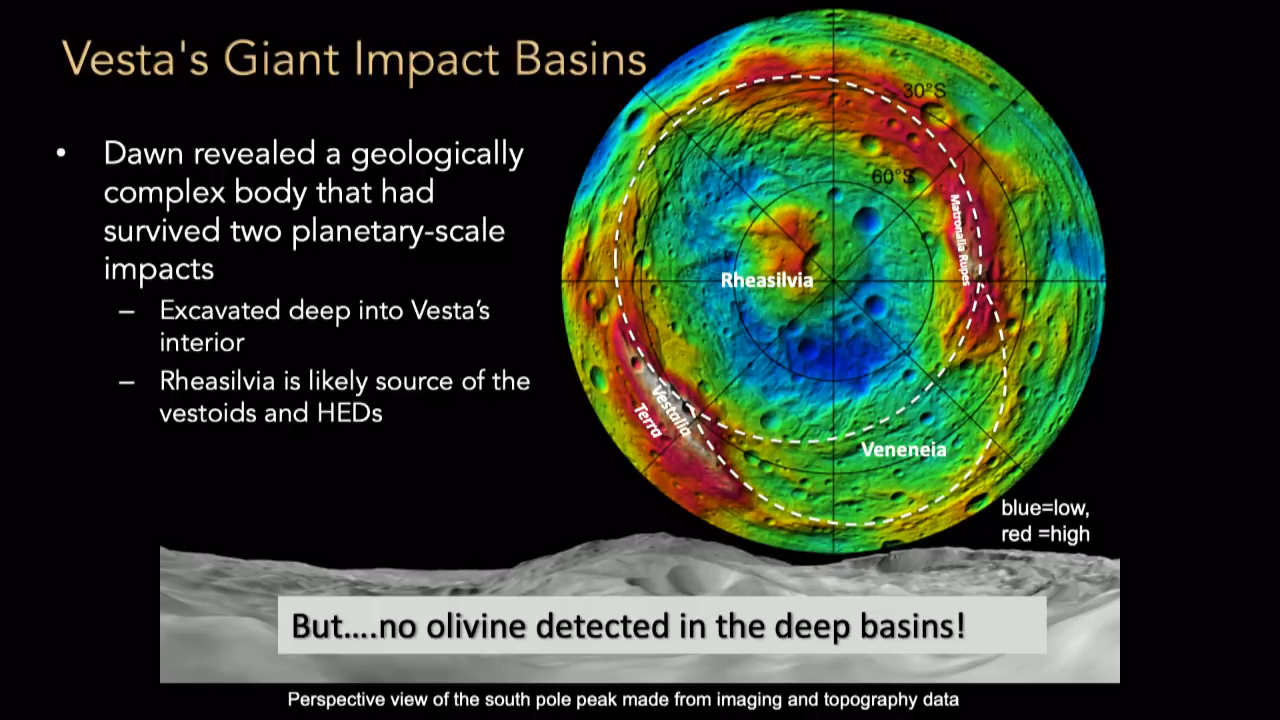 Vesta's Giant Impact Basins
• Dawn revealed a geologically
complex body that had
survived two planetary-scale
impacts
– Excavated deep into Vesta's
interior
– Rheasilvia is likely source of the
vestoids and HEDs
30°S
60°S
Matronalia Rupes
Rheasilvia
Vestalia
Terra
Veneneia
blue=low,
red =high
But....no olivine detected in the deep basins!
Perspective view of the south pole peak made from imaging and topography data